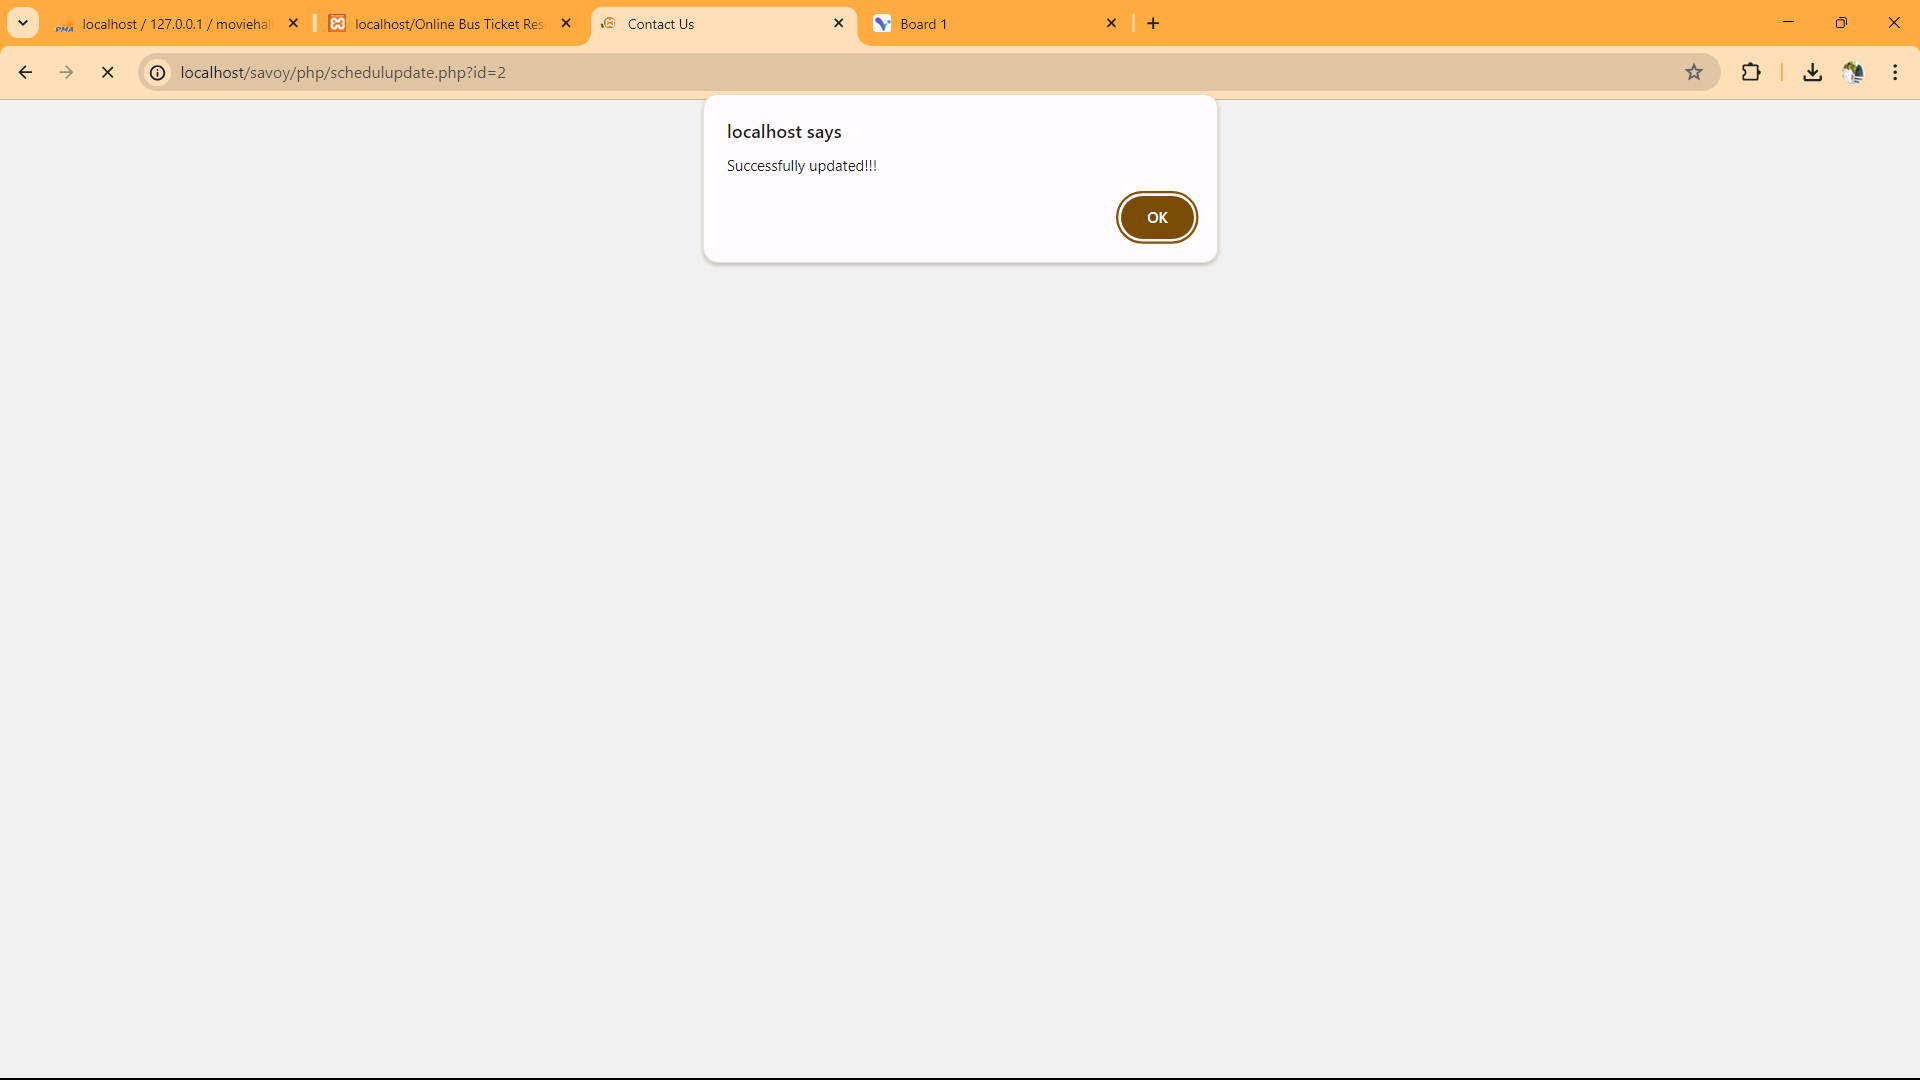 localhost / 127.0.0.1 / moviehal
localhost/Online Bus Ticket Res
Contact Us
Board 1
localhost/savoy/php/schedulupdate.php?id=2
localhost says
Successfully updated!!!
OK